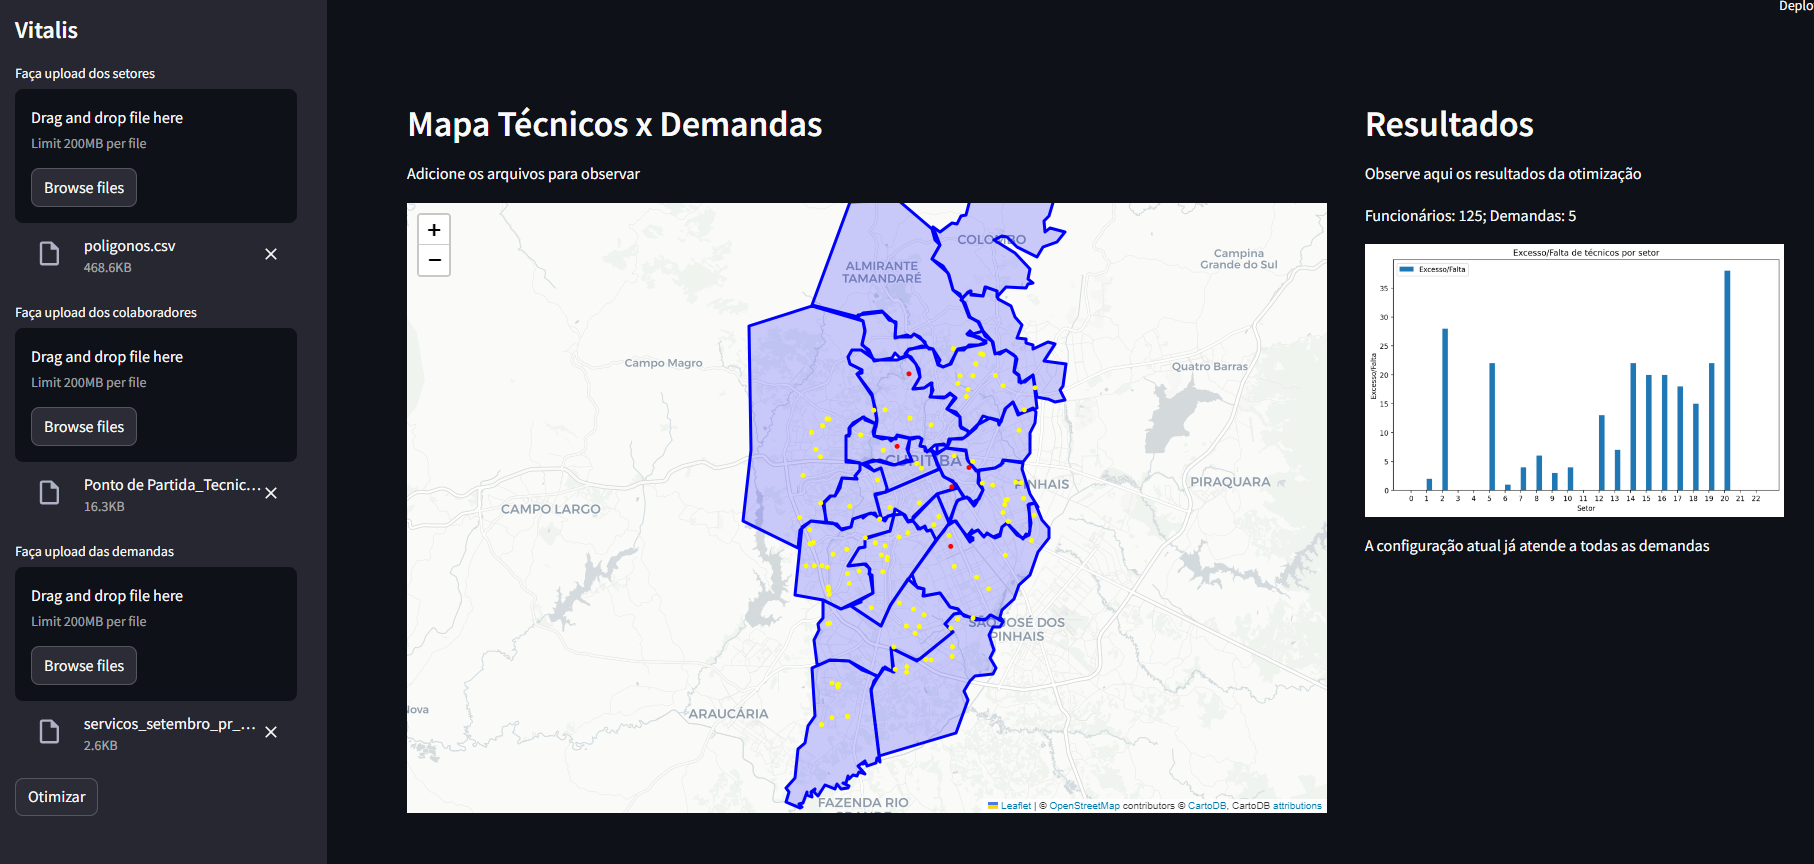 Deplo
Vitalis
Faça upload dos setores
Drag and drop file here
Limit 200MB per file
Browse files
poligonos.csv
468.6KB
Faça upload dos colaboradores
Drag and drop file here
Limit 200MB per file
Browse files
Ponto de Partida_Tecnic...
16.3KB
Faça upload das demandas
Drag and drop file here
Limit 200MB per file
Browse files
servicos_setembro_pr_...
2.6KB
Otimizar
Mapa Técnicos x Demandas
Adicione os arquivos para observar
+
−
COLOMBO
Campina
Grande do Sul
ALMIRANTE
TAMANDARÉ
Campo Magro
Quatro Barras
CURITIBA
PINHAIS
PIRAQUARA
CAMPO LARGO
SÃO JOSÉ DOS
PINHAIS
ova
ARAUCÁRIA
FAZENDA RIO
Leaflet | © OpenStreetMap contributors © CartoDB, CartoDB attributions
Resultados
Observe aqui os resultados da otimização
Funcionários: 125; Demandas: 5
Excesso/Falta de técnicos por setor
Excesso/Falta
Excesso/Falta
35
30
25
20
15
10
5
0
0 1 2 3 4 5 6 7 8 9 10 11 12 13 14 15 16 17 18 19 20 21 22
Setor
A configuração atual já atende a todas as demandas